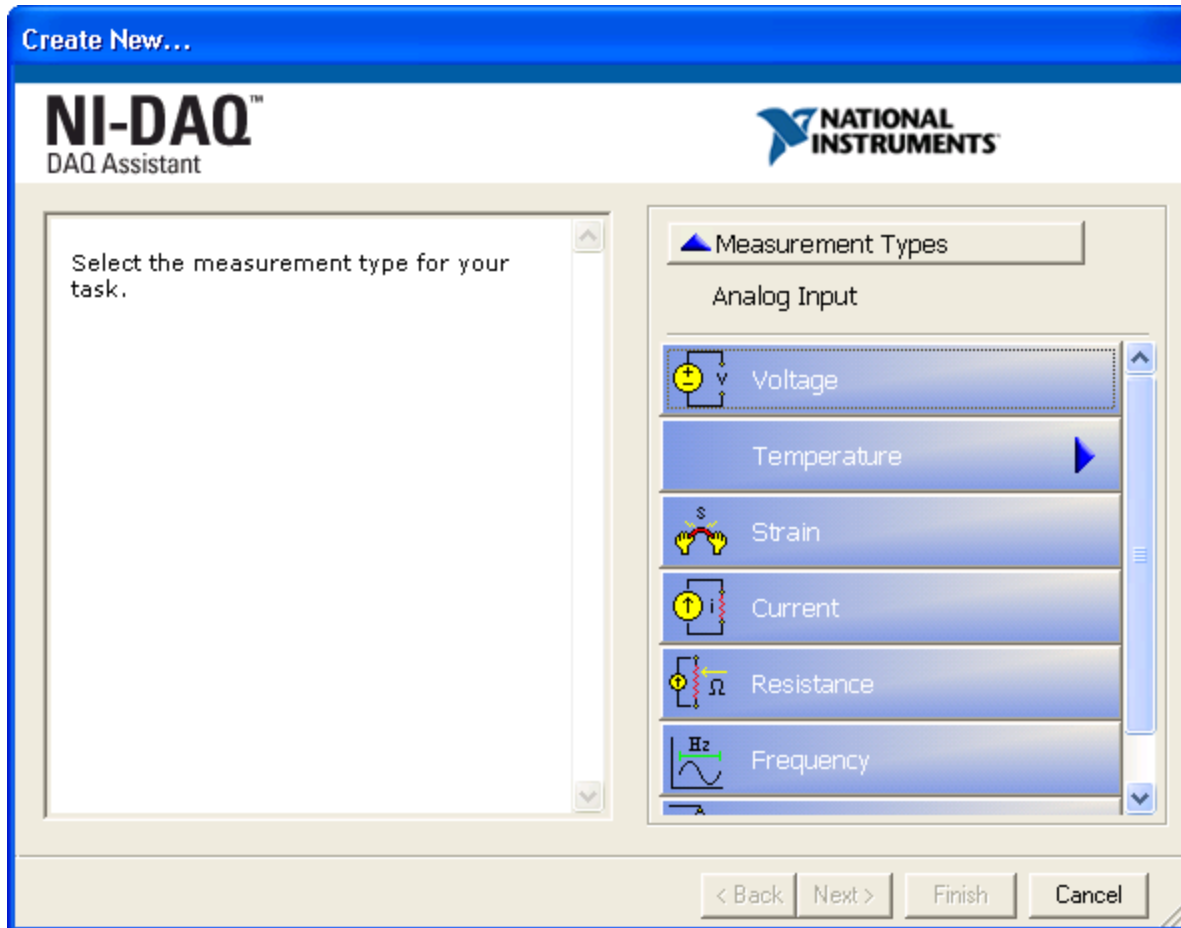 Create New...
NI-DAQ™
DAQ Assistant
NATIONAL
INSTRUMENTS™
Select the measurement type for your
task.
Measurement Types
Analog Input
V
Voltage
Temperature
S
Strain
i
Current
Ω
Resistance
Hz
Frequency
A
< Back
Next >
Finish
Cancel